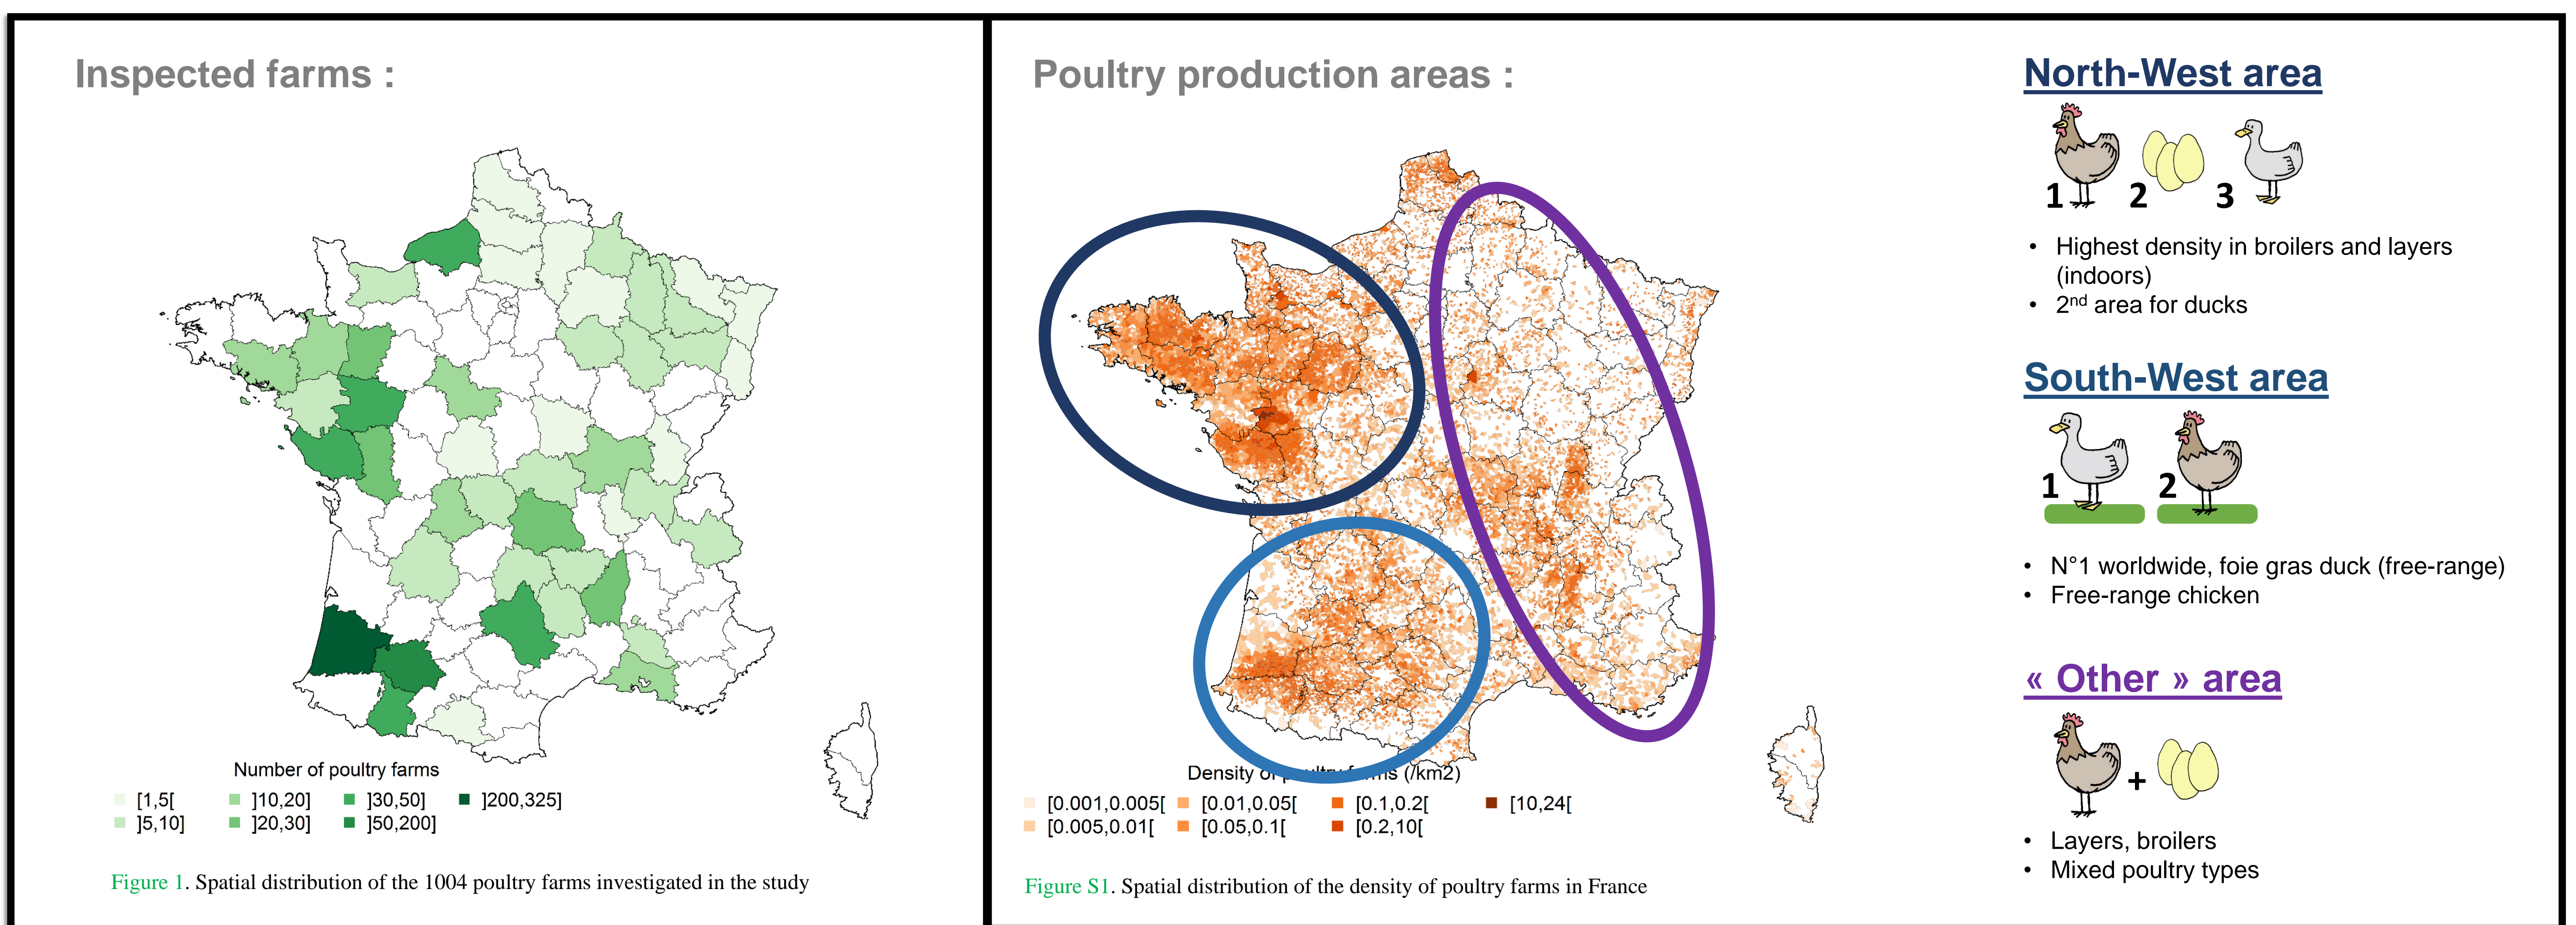 Inspected farms :
Number of poultry farms
[1,5[ ]10,20] ]30,50] ]200,325]
]5,10] ]20,30] ]50,200]
Figure 1. Spatial distribution of the 1004 poultry farms investigated in the study
Poultry production areas :
Density of poultry farms (/km2)
[0.001,0.005[ [0.01,0.05[ [0.1,0.2[ [10,24[
[0.005,0.01[ [0.05,0.1[ [0.2,10[
Figure S1. Spatial distribution of the density of poultry farms in France
North-West area
1 2 3
• Highest density in broilers and layers
(indoors)
• 2nd area for ducks
South-West area
1 2
• N°1 worldwide, foie gras duck (free-range)
• Free-range chicken
« Other » area
+
• Layers, broilers
• Mixed poultry types